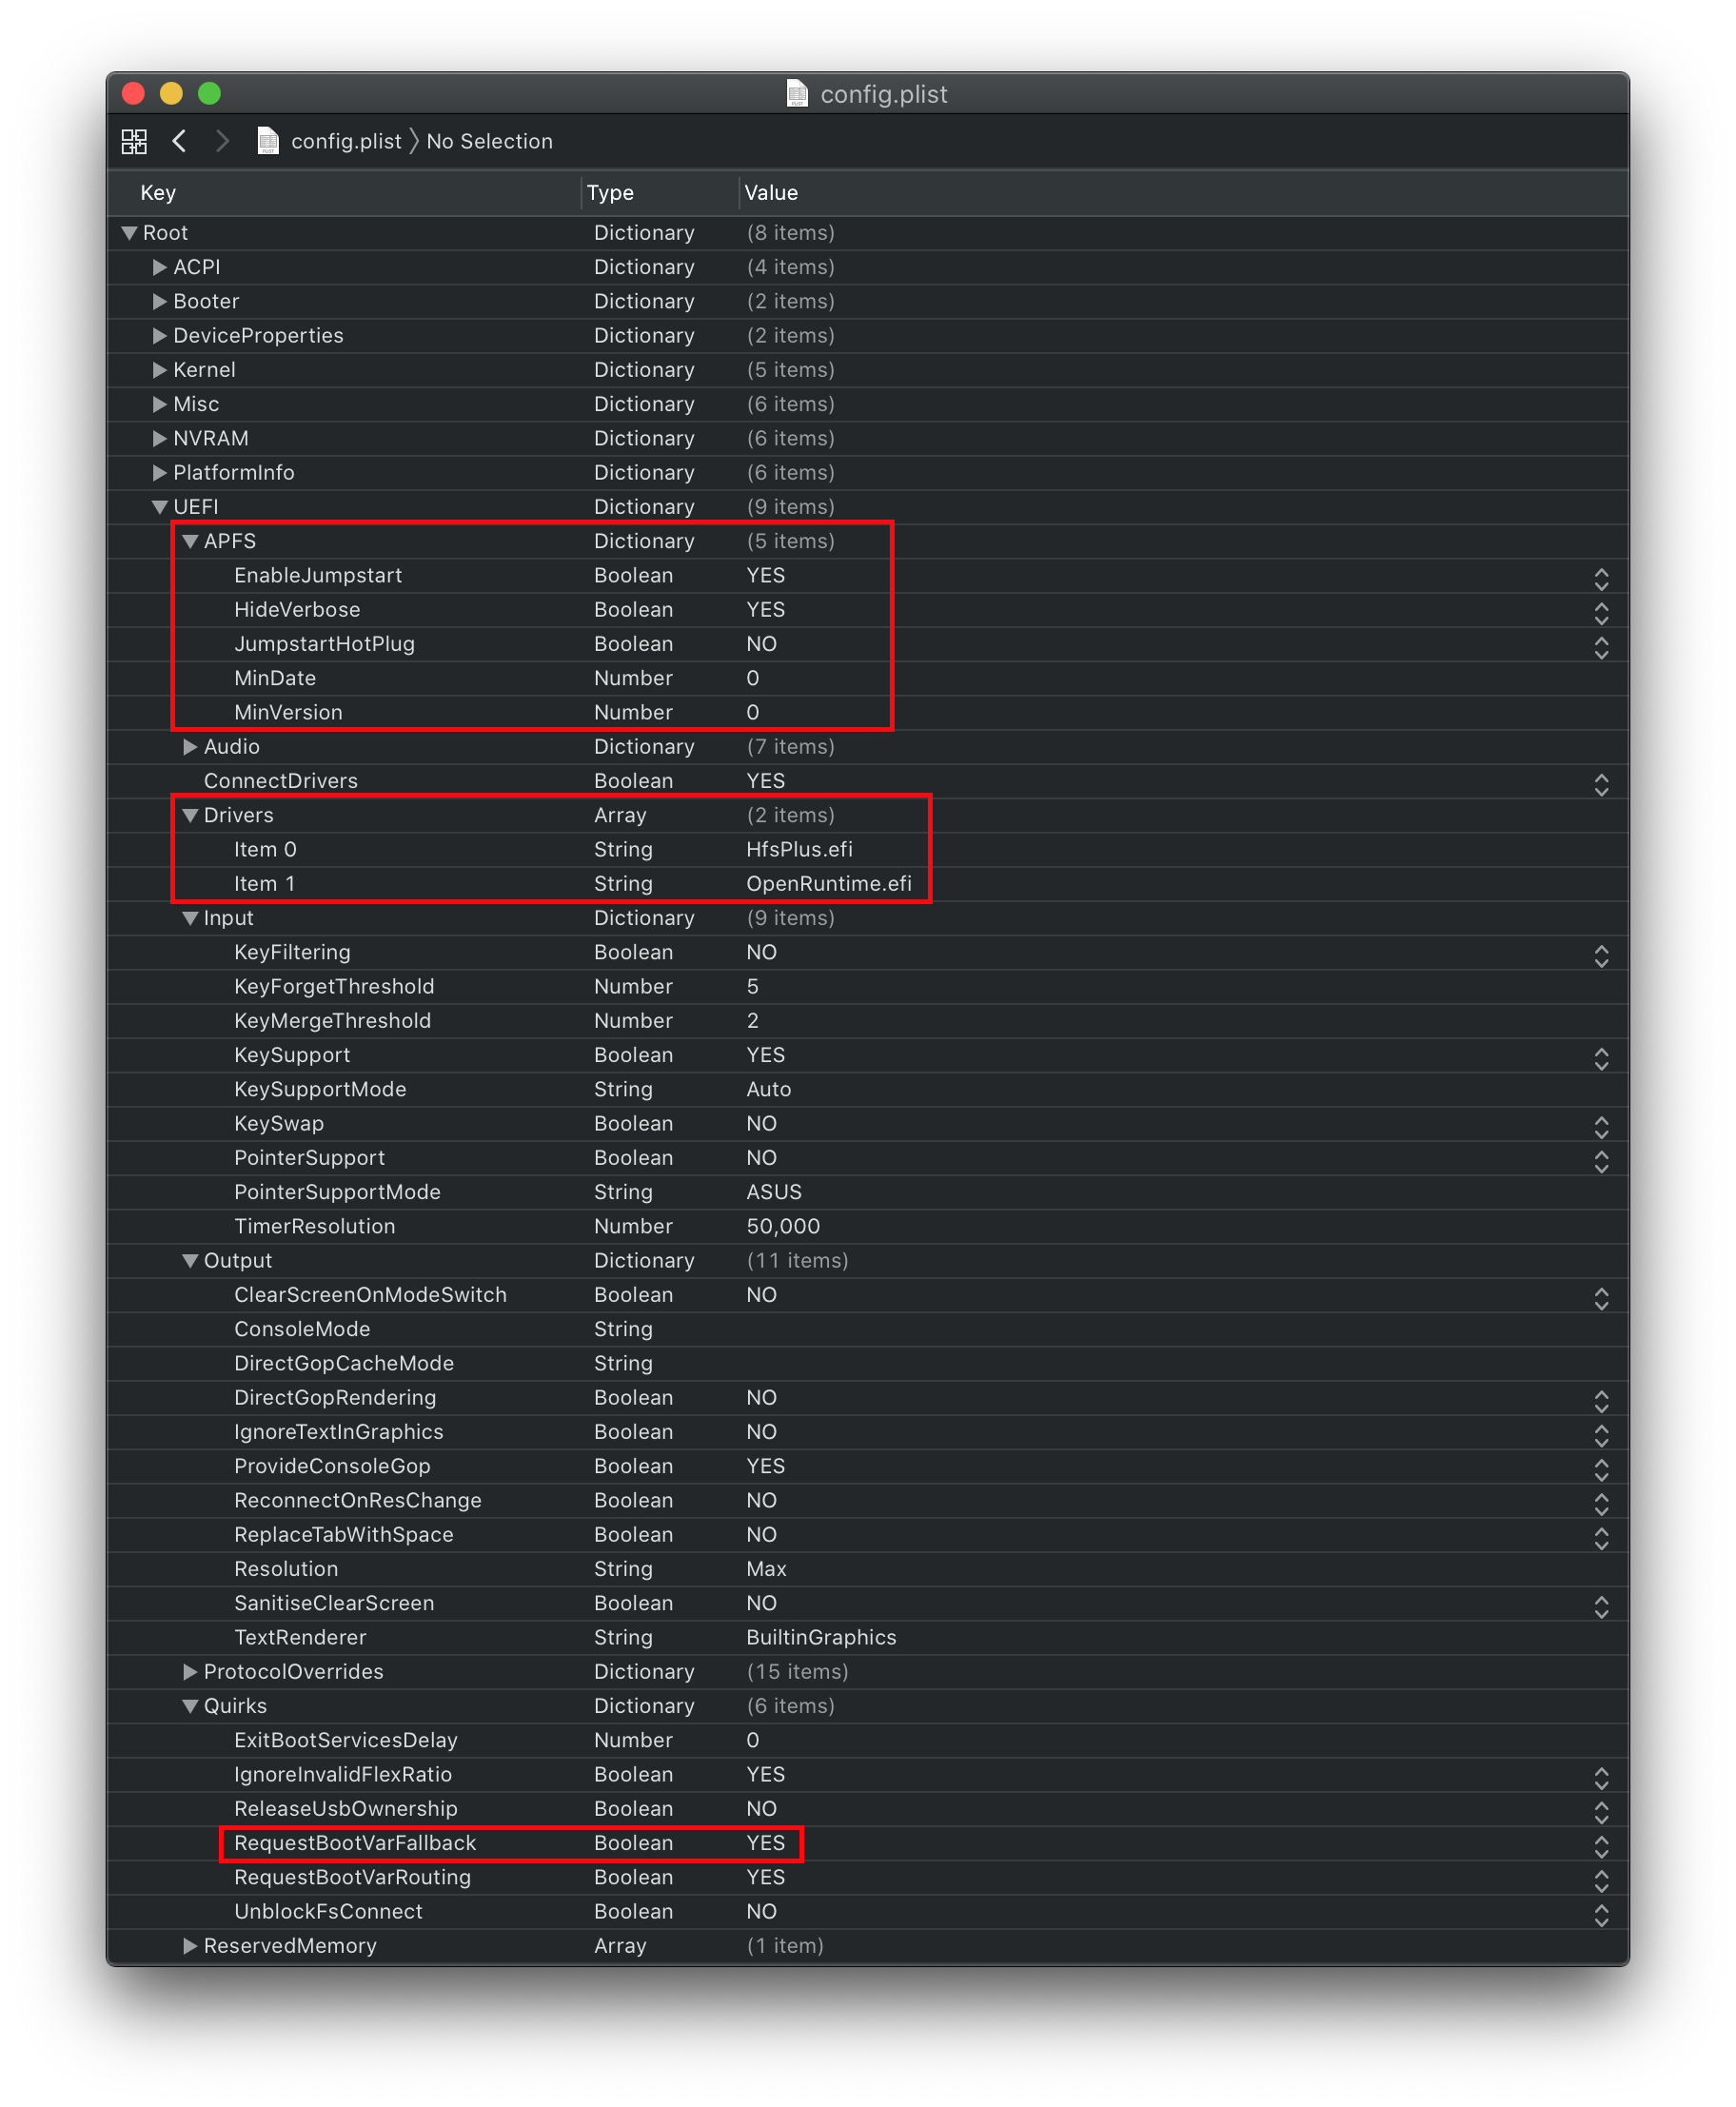 config.plist
config.plist No Selection
Key Type Value
Root Dictionary (8 items)
ACPI Dictionary (4 items)
Booter Dictionary (2 items)
DeviceProperties Dictionary (2 items)
Kernel Dictionary (5 items)
Misc Dictionary (6 items)
NVRAM Dictionary (6 items)
PlatformInfo Dictionary (6 items)
UEFI Dictionary (9 items)
APFS Dictionary (5 items)
EnableJumpstart Boolean YES
HideVerbose Boolean YES
JumpstartHotPlug Boolean NO
MinDate Number 0
MinVersion Number 0
Audio Dictionary (7 items)
ConnectDrivers Boolean YES
Drivers Array (2 items)
Item 0 String HfsPlus.efi
Item 1 String OpenRuntime.efi
Input Dictionary (9 items)
KeyFiltering Boolean NO
KeyForgetThreshold Number 5
KeyMergeThreshold Number 2
KeySupport Boolean YES
KeySupportMode String Auto
KeySwap Boolean NO
PointerSupport Boolean NO
PointerSupportMode String ASUS
TimerResolution Number 50,000
Output Dictionary (11 items)
ClearScreenOnModeSwitch Boolean NO
ConsoleMode String
DirectGopCacheMode String
DirectGopRendering Boolean NO
IgnoreTextInGraphics Boolean NO
ProvideConsoleGop Boolean YES
ReconnectOnResChange Boolean NO
ReplaceTabWithSpace Boolean NO
Resolution String Max
SanitiseClearScreen Boolean NO
TextRenderer String BuiltinGraphics
ProtocolOverrides Dictionary (15 items)
Quirks Dictionary (6 items)
ExitBootServicesDelay Number 0
IgnoreInvalidFlexRatio Boolean YES
ReleaseUsbOwnership Boolean NO
RequestBootVarFallback Boolean YES
RequestBootVarRouting Boolean YES
UnblockFsConnect Boolean NO
ReservedMemory Array (1 item)